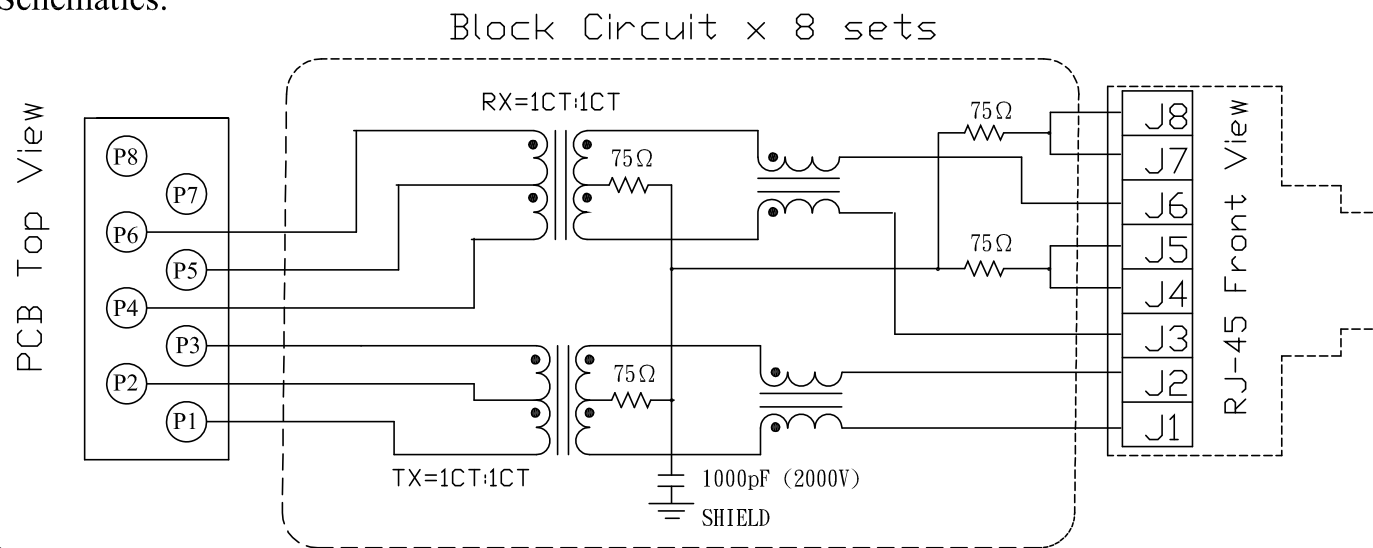 Schematics:
Block Circuit x 8 sets
PCB Top View
P8
P7
P6
P5
P4
P3
P2
P1
RX=1CT:1CT
75Ω
75Ω
75Ω
75Ω
TX=1CT:1CT
1000pF (2000V)
SHIELD
J8
J7
J6
J5
J4
J3
J2
J1
RJ-45 Front View